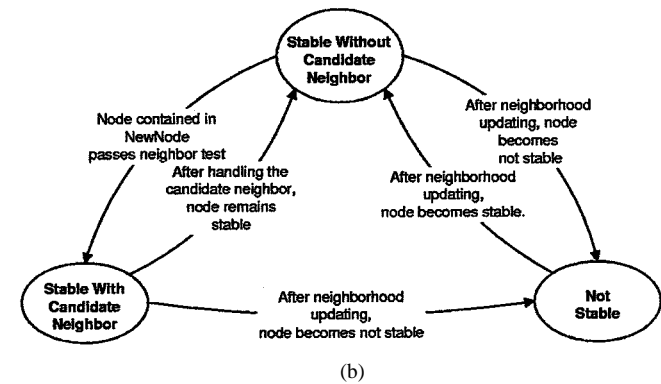 Stable Without
Candidate
Neighbor
Node contained in
NewNode
passes neighbor test
After neighborhood
updating, node
becomes
not stable
After handling the
candidate neighbor,
node remains
stable
After neighborhood
updating,
node becomes stable.
Stable With
Candidate
Neighbor
After neighborhood
updating,
node becomes not stable
Not
Stable
(b)